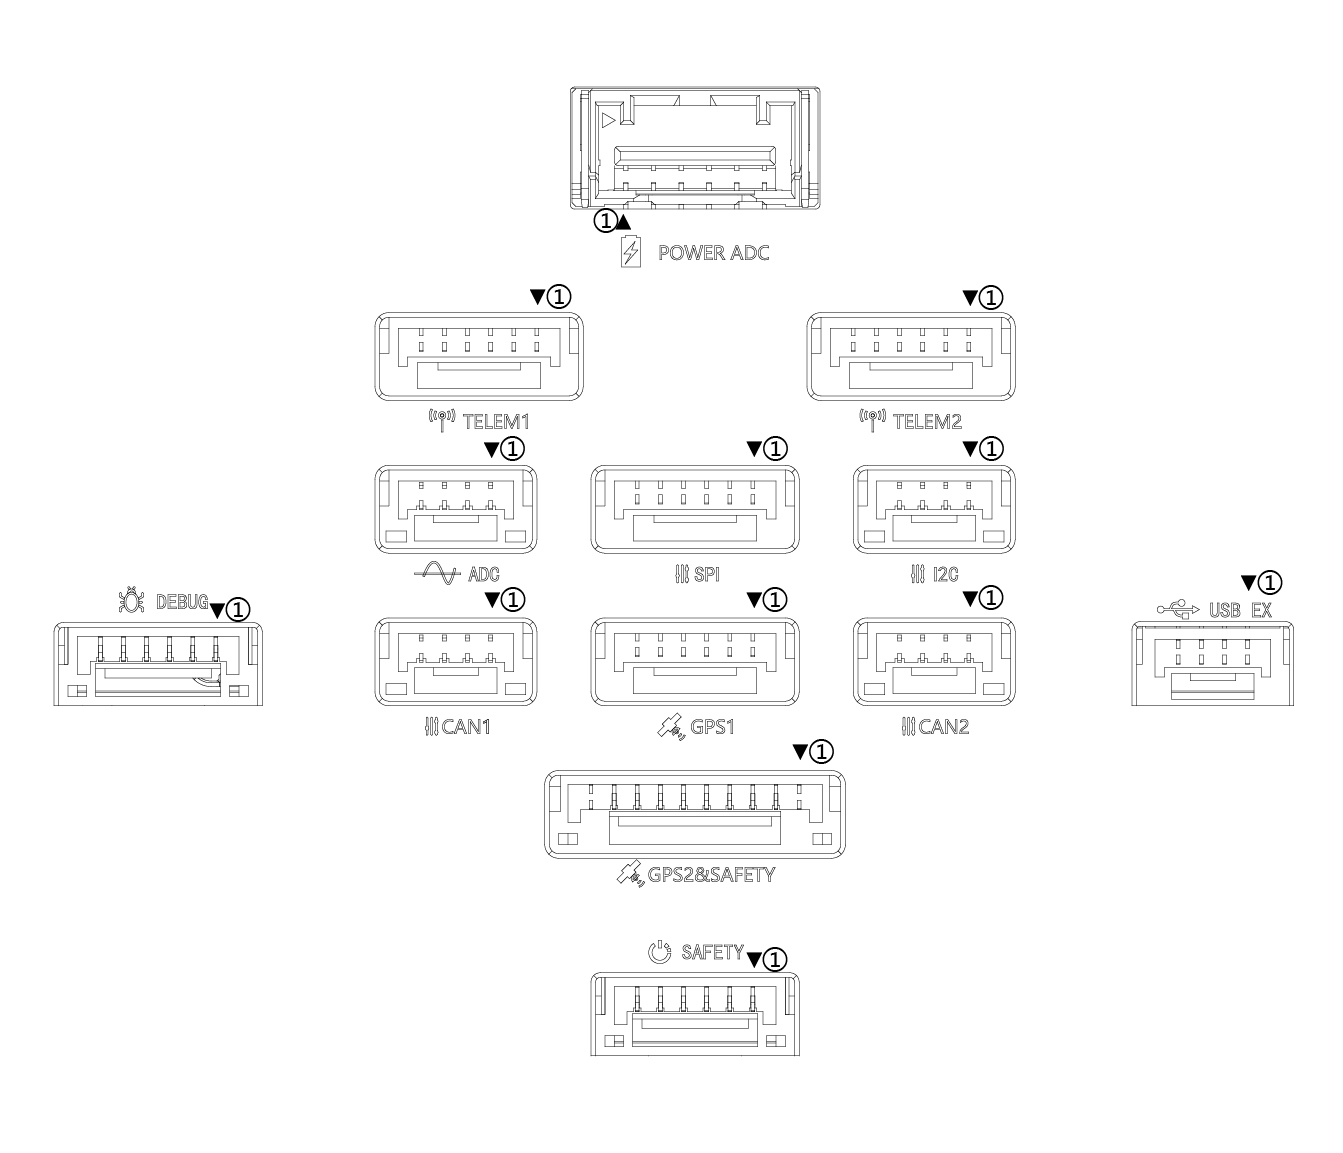 ①▲
POWER ADC
▼①
▼①
TELEM1
TELEM2
▼①
▼①
▼①
ADC
SPI
I2C
DEBUG ▼①
▼①
▼①
▼①
▼①
USB EX
CAN1
GPS1
CAN2
▼①
GPS2&SAFETY
SAFETY ▼①